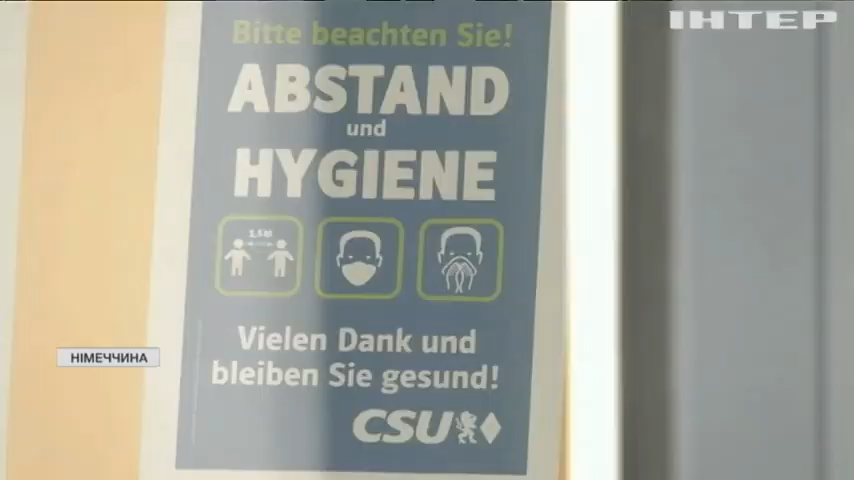 ІНТЕР
Bitte beachten Sie!
ABSTAND
und
HYGIENE
1,5 m
Vielen Dank und
bleiben Sie gesund!
CSU
НІМЕЧЧИНА